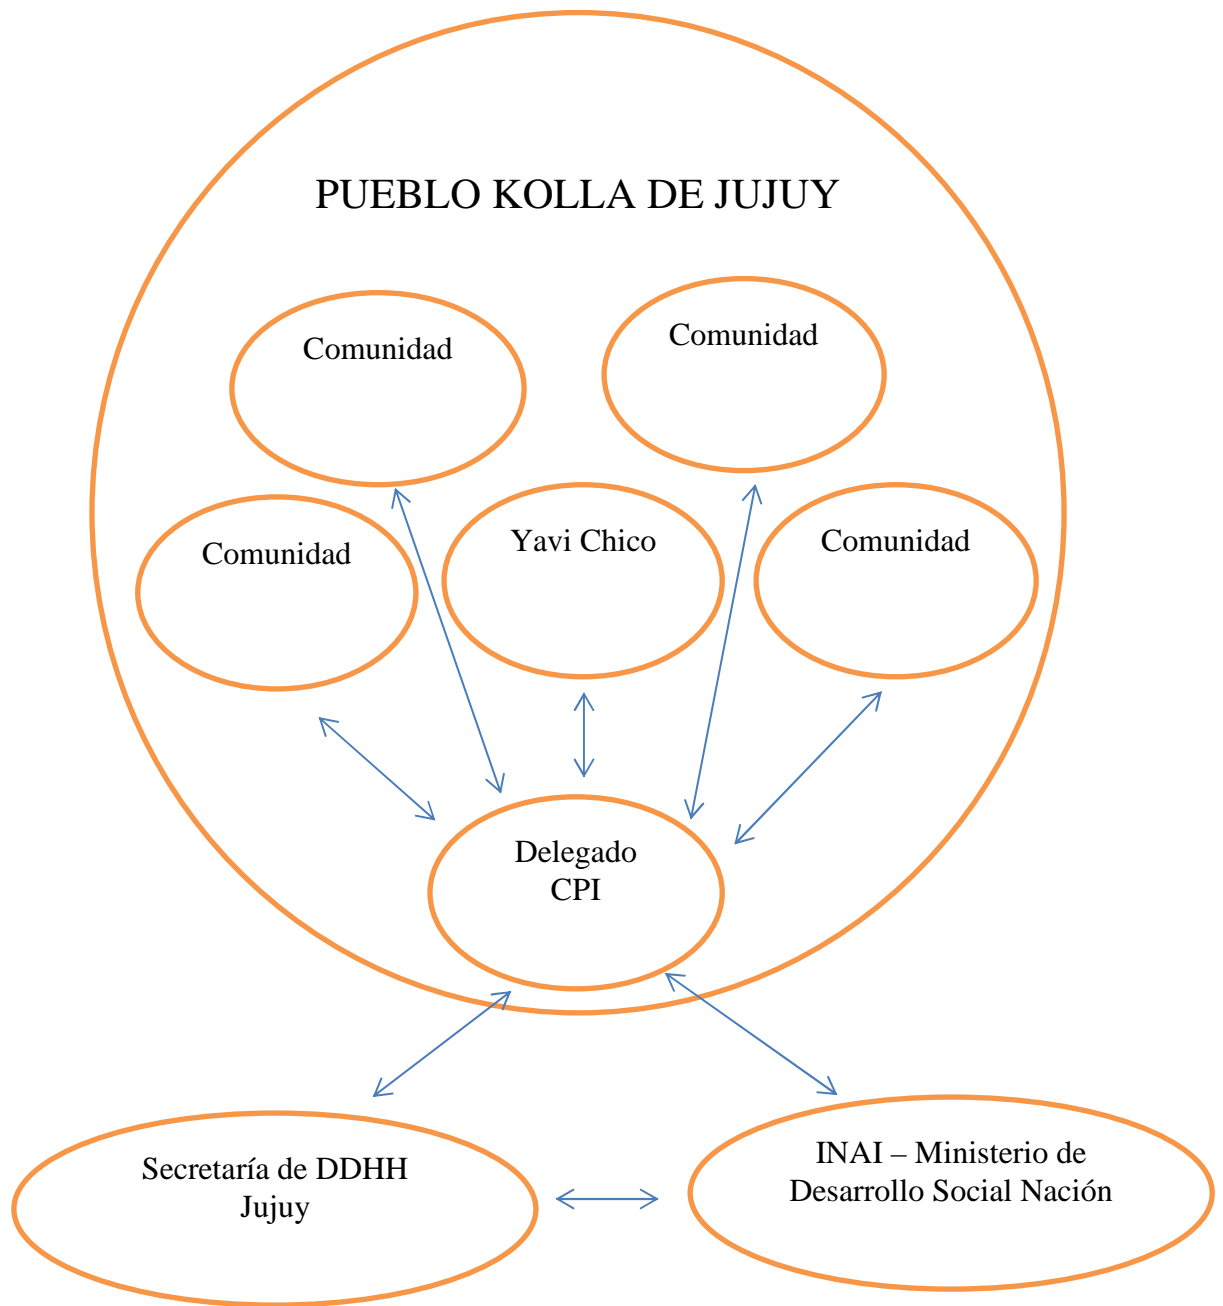 PUEBLO KOLLA DE JUJUY
Comunidad
Comunidad
Comunidad
Yavi Chico
Comunidad
Delegado
CPI
Secretaría de DDHH
Jujuy
INAI – Ministerio de
Desarrollo Social Nación